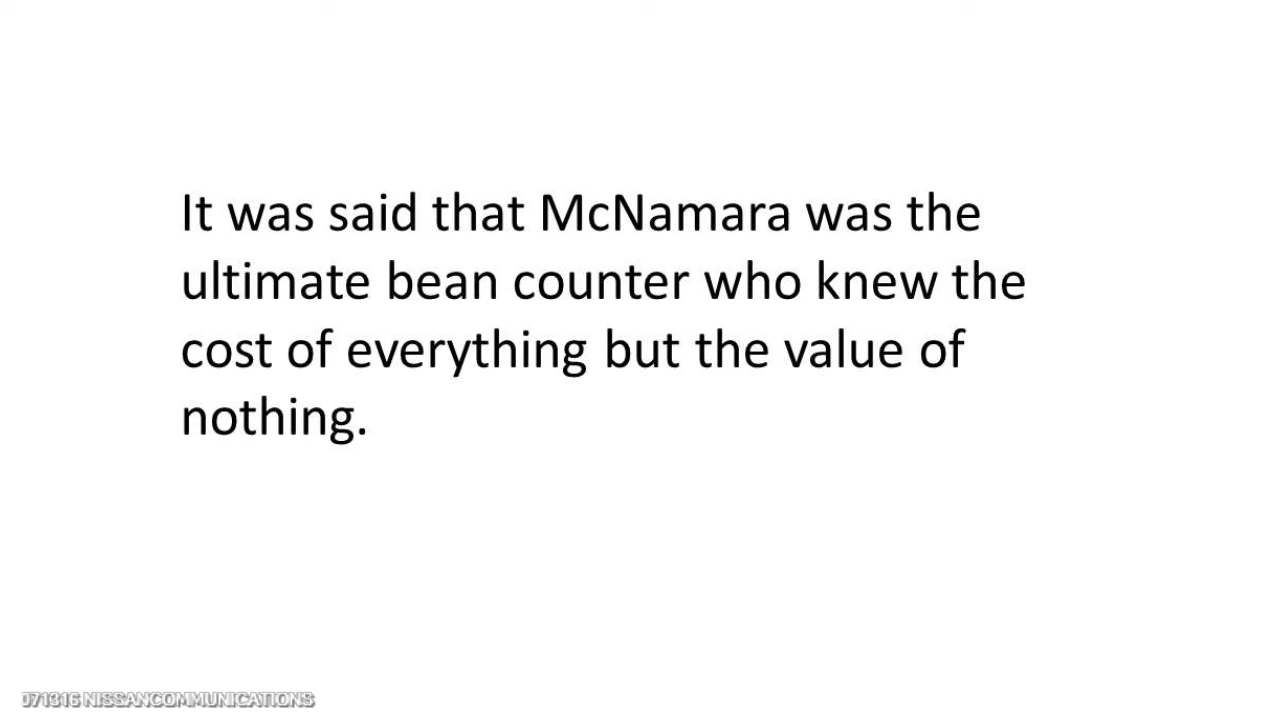 It was said that McNamara was the
ultimate bean counter who knew the
cost of everything but the value of
nothing.
071316 NISSANCOMMUNICATIONS